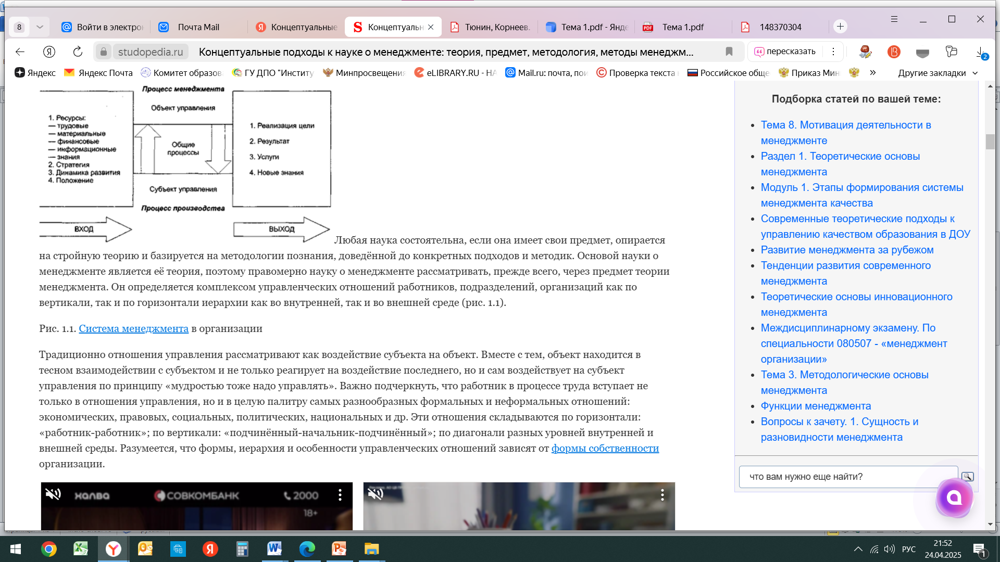 8
Войти в электрон
Почта Mail
Концептуальные
Концептуальн
Тюнин, Корнеев.
Тема 1.pdf - Янде
Тема 1.pdf
148370304
studopedia.ru
Концептуальные подходы к науке о менеджменте: теория, предмет, методология, методы менеджм...
пересказать
2
Яндекс
Яндекс Почта
Комитет образова
ГУ ДПО "Институ
Минпросвещения
eLIBRARY.RU - НА
Mail.ru: почта, пои
Проверка текста
Российское обще
Приказ Мин
»
Другие закладки
Процесс менеджмента
Объект управления
1. Ресурсы:
— трудовые
— материальные
— финансовые
— информационные
— знания
2. Стратегия
3. Динамика развития
4. Положение
Общие
процессы
1. Реализация цели
2. Результат
3. Услуги
4. Новые знания
Субъект управления
Процесс производства
ВХОД
ВЫХОД
Любая наука состоятельна, если она имеет свои предмет, опирается
на стройную теорию и базируется на методологии познания, доведённой до конкретных подходов и методик. Основой науки о
менеджменте является её теория, поэтому правомерно науку о менеджменте рассматривать, прежде всего, через предмет теории
менеджмента. Он определяется комплексом управленческих отношений работников, подразделений, организаций как по
вертикали, так и по горизонтали иерархии как во внутренней, так и во внешней среде (рис. 1.1).
Рис. 1.1. Система менеджмента в организации
Традиционно отношения управления рассматривают как воздействие субъекта на объект. Вместе с тем, объект находится в
тесном взаимодействии с субъектом и не только реагирует на воздействие последнего, но и сам воздействует на субъект
управления по принципу «мудростью тоже надо управлять». Важно подчеркнуть, что работник в процессе труда вступает не
только в отношения управления, но и в целую палитру самых разнообразных формальных и неформальных отношений:
экономических, правовых, социальных, политических, национальных и др. Эти отношения складываются по горизонтали:
«работник-работник»; по вертикали: «подчинённый-начальник-подчинённый»; по диагонали разных уровней внутренней и
внешней среды. Разумеется, что формы, иерархия и особенности управленческих отношений зависят от формы собственности
организации.
халва
СОВКОМБАНК
2000
18+
Подборка статей по вашей теме:
Тема 8. Мотивация деятельности в
менеджменте
Раздел 1. Теоретические основы
менеджмента
Модуль 1. Этапы формирования системы
менеджмента качества
Современные теоретические подходы к
управлению качеством образования в ДОУ
Развитие менеджмента за рубежом
Тенденции развития современного
менеджмента
Теоретические основы инновационного
менеджмента
Междисциплинарному экзамену. По
специальности 080507 - «менеджмент
организации»
Тема 3. Методологические основы
менеджмента
Функции менеджмента
Вопросы к зачету. 1. Сущность и
разновидности менеджмента
что вам нужно еще найти?
РУС
21:52
24.04.2025
1